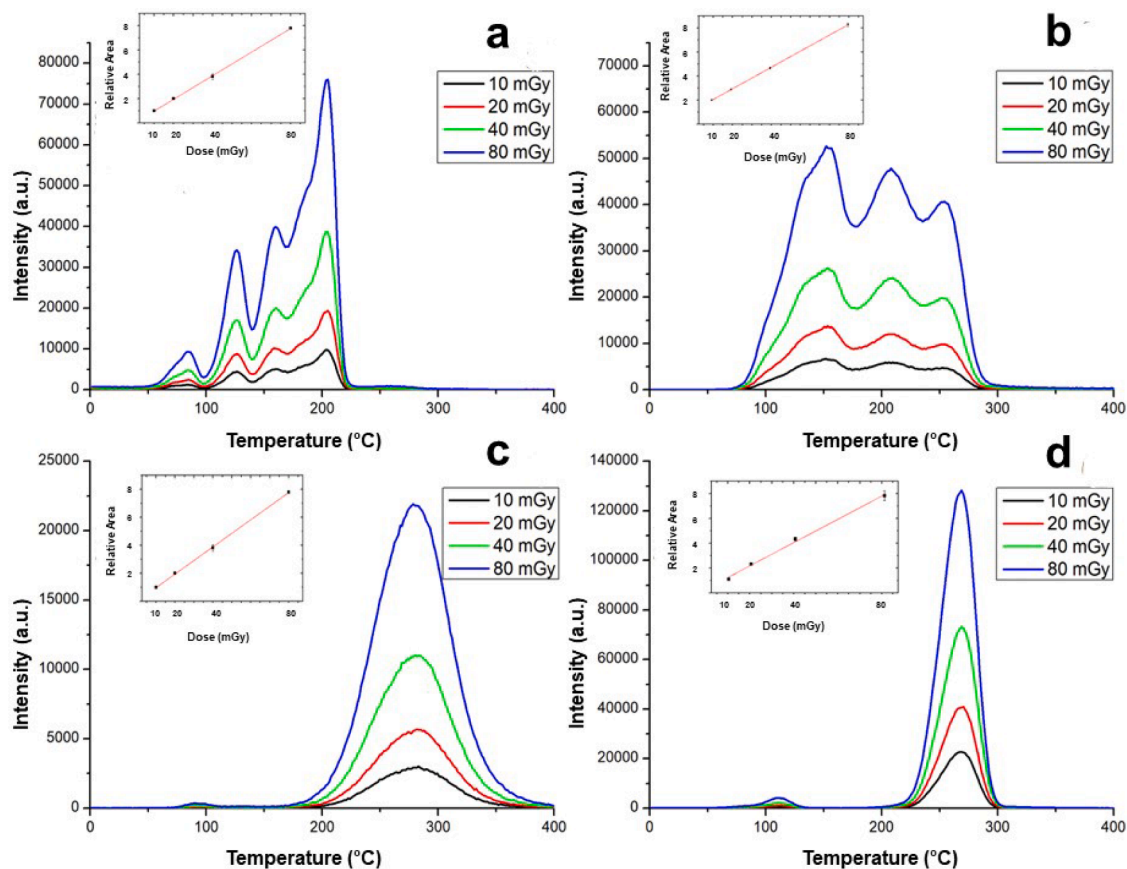 a
80000
70000
60000
50000
40000
30000
20000
10000
0
Intensity (a.u.)
0 100 200 300 400
Temperature (°C)
8
6
4
2
Relative Area
10 20 40 80
Dose (mGy)
10 mGy
20 mGy
40 mGy
80 mGy
b
70000
60000
50000
40000
30000
20000
10000
0
Intensity (a.u.)
0 100 200 300 400
Temperature (°C)
8
6
4
2
Relative Area
10 20 40 80
Dose (mGy)
10 mGy
20 mGy
40 mGy
80 mGy
c
25000
20000
15000
10000
5000
0
Intensity (a.u.)
0 100 200 300 400
Temperature (°C)
8
6
4
2
Relative Area
10 20 40 80
Dose (mGy)
10 mGy
20 mGy
40 mGy
80 mGy
d
140000
120000
100000
80000
60000
40000
20000
0
Intensity (a.u.)
0 100 200 300 400
Temperature (°C)
8
6
4
2
Relative Area
10 20 40 80
Dose (mGy)
10 mGy
20 mGy
40 mGy
80 mGy